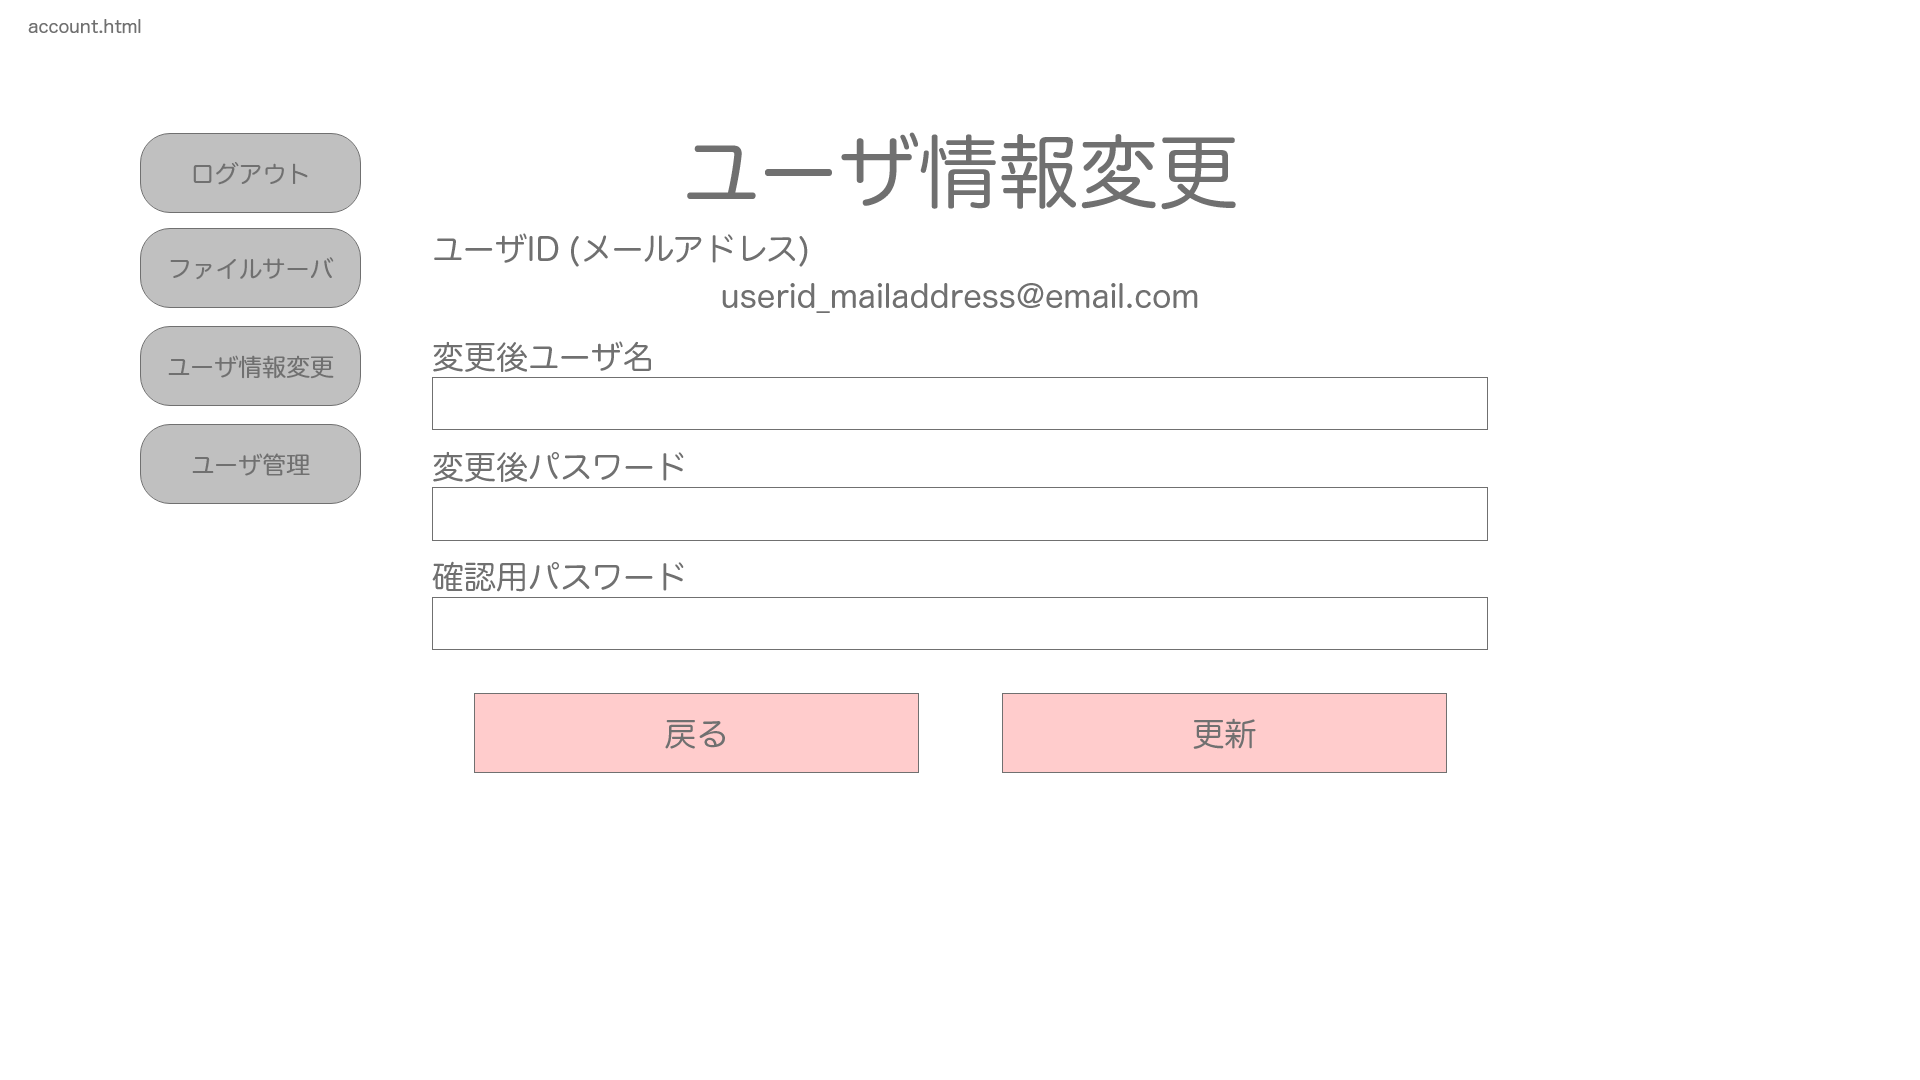 account.html
ログアウト
ファイルサーバ
ユーザ情報変更
ユーザ管理
ユーザ情報変更
ユーザID (メールアドレス)
userid_mailaddress@email.com
変更後ユーザ名
変更後パスワード
確認用パスワード
戻る
更新